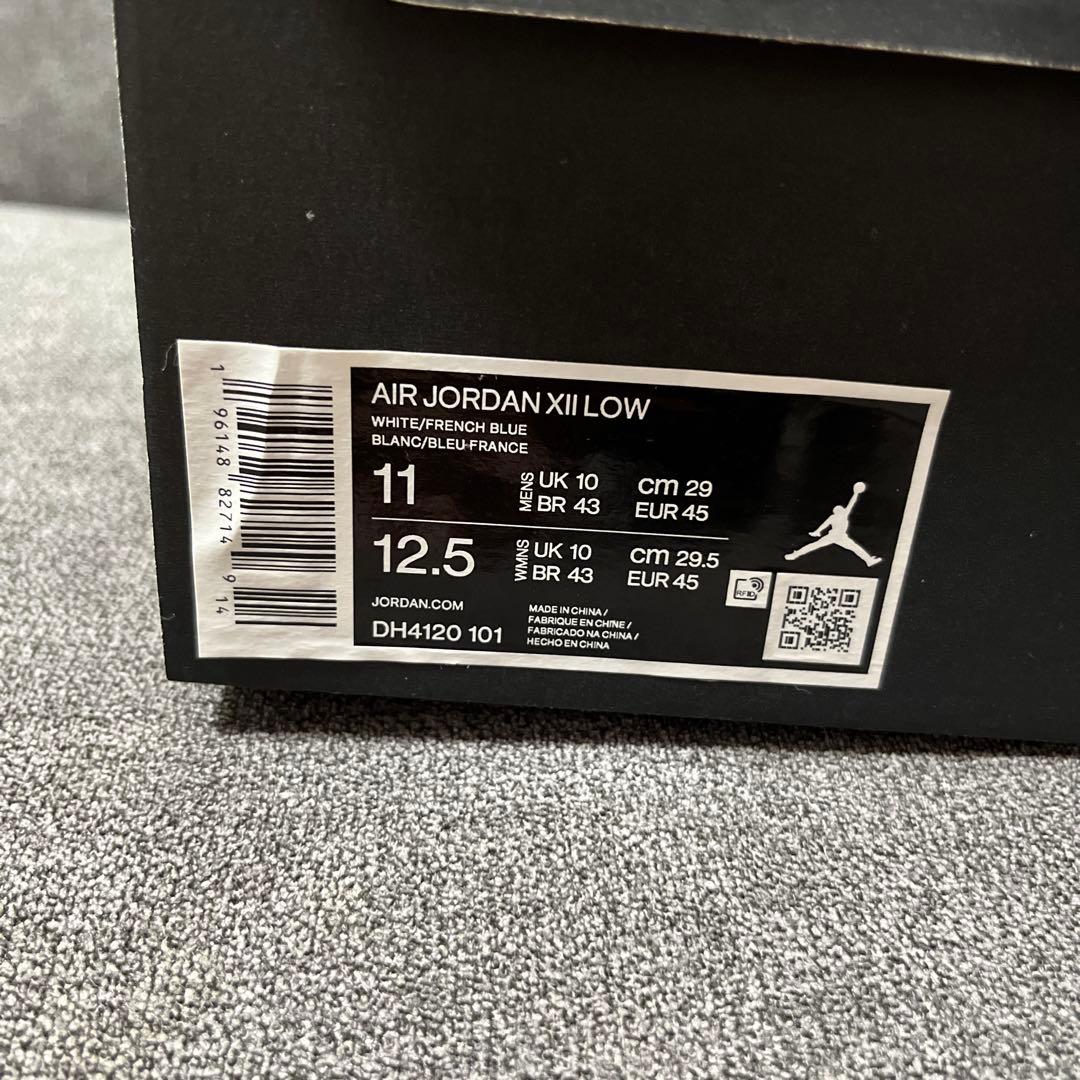 AIR JORDAN XII LOW
WHITE/FRENCH BLUE
BLANC/BLEU FRANCE
11 MENS UK 10 cm 29
BR 43 EUR 45
12.5 WMNS UK 10 cm 29.5
BR 43 EUR 45
JORDAN.COM
DH4120 101
MADE IN CHINA /
FABRIQUE EN CHINE /
FABRICADO NA CHINA /
HECHO EN CHINA
RFID
1 96148 82714 9 14